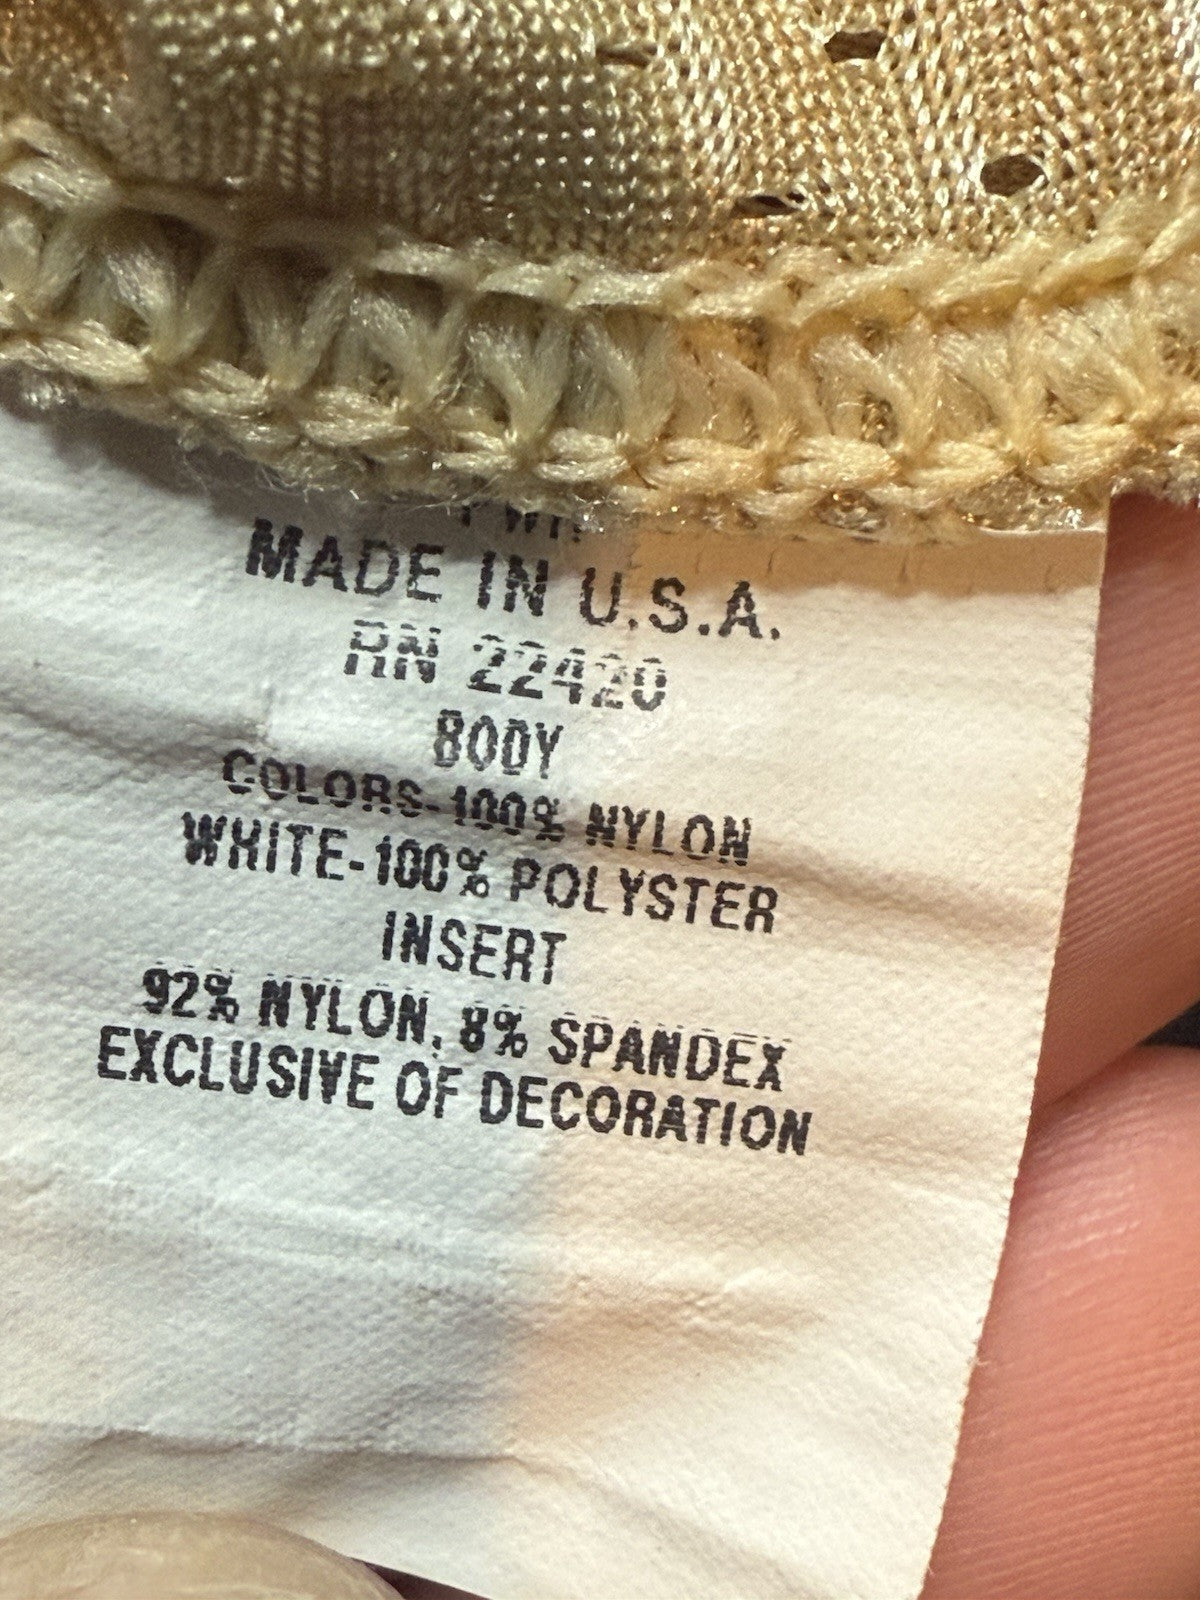 MADE IN U.S.A.
RN 22420
BODY
COLORS-100% NYLON
WHITE-100% POLYSTER
INSERT
92% NYLON, 8% SPANDEX
EXCLUSIVE OF DECORATION